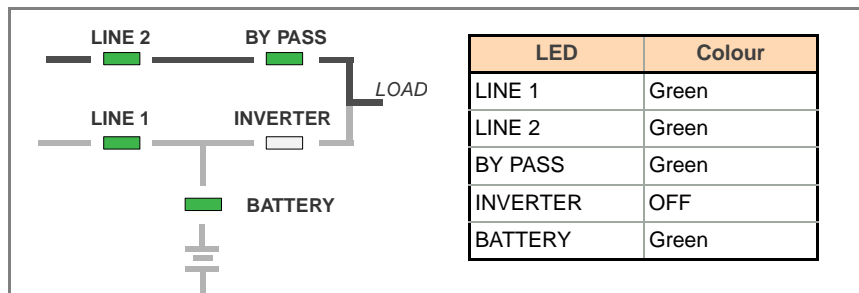 LINE 2 BY PASS
LOAD
LINE 1 INVERTER
BATTERY
LED Colour
LINE 1 Green
LINE 2 Green
BY PASS Green
INVERTER OFF
BATTERY Green